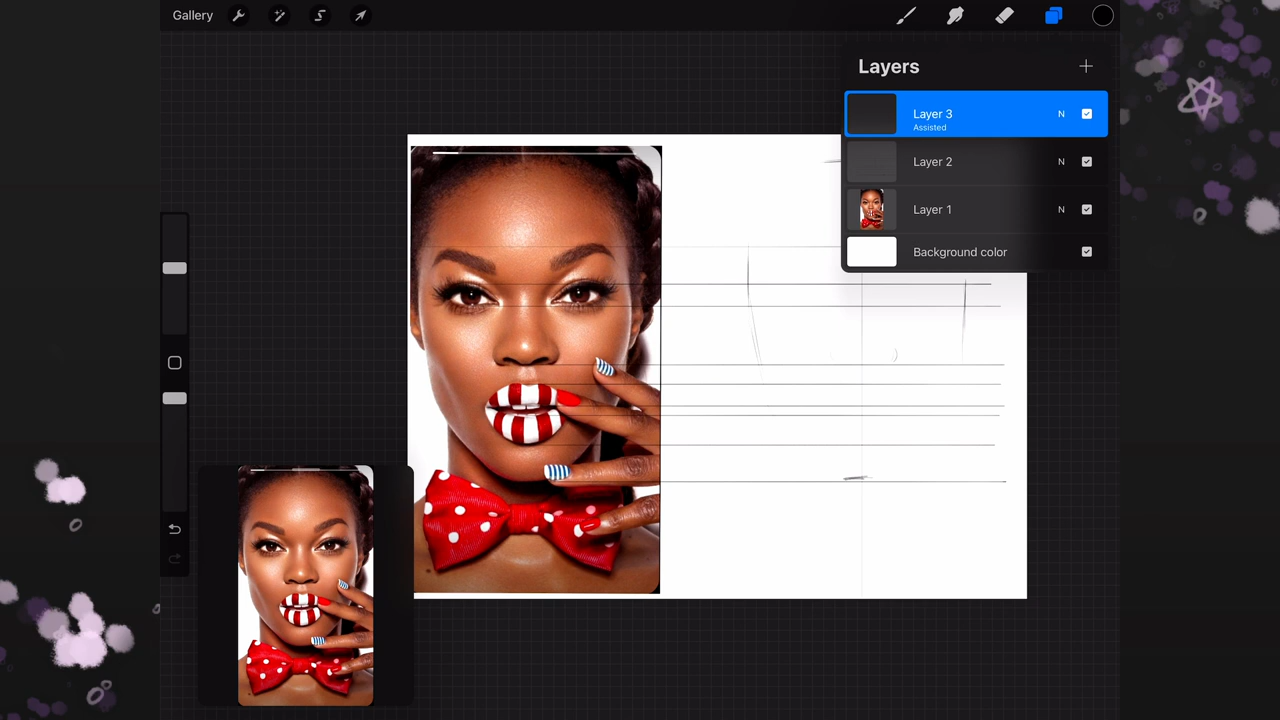 Gallery
Layers
Layer 3
N
Assisted
Layer 2
N
Layer 1
N
Background color